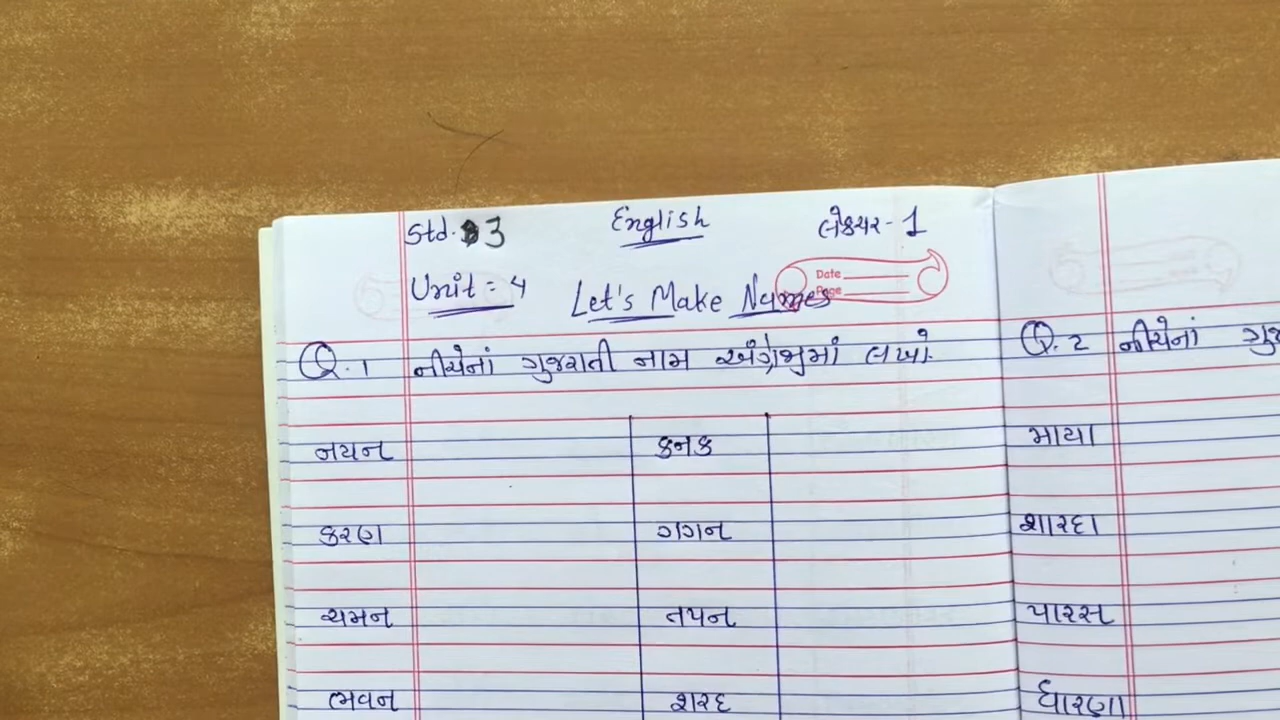 Std. 3 English લેક્ચર - 1
Unit = 4 Let's Make Names
Date
Page
Q. 1 નીચેનાં ગુજરાતી નામ અંગ્રેજીમાં લખો.
નયન કનક
કરણ ગગન
ચમન તપન
ભવન શરદ
Q. 2 નીચેનાં
માયા
શારદા
પારસ
ધારણા